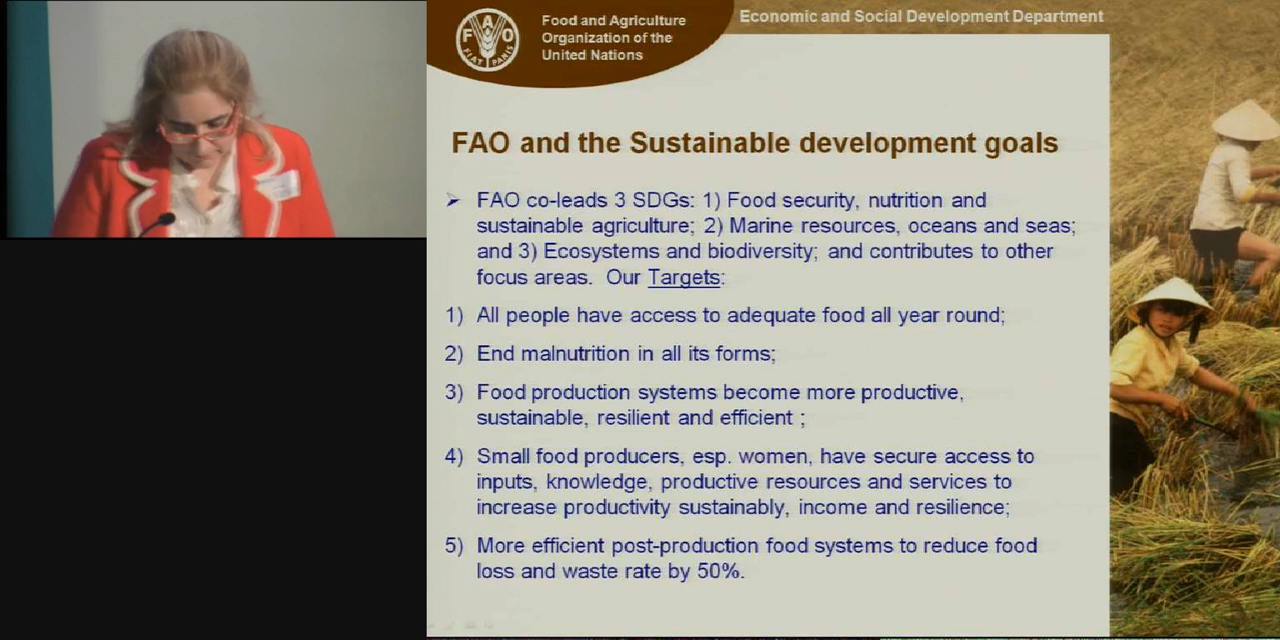 Food and Agriculture
Organization of the
United Nations
F A O
FIAT PANIS
Economic and Social Development Department
FAO and the Sustainable development goals
➢ FAO co-leads 3 SDGs: 1) Food security, nutrition and
sustainable agriculture; 2) Marine resources, oceans and seas;
and 3) Ecosystems and biodiversity; and contributes to other
focus areas. Our Targets:
1) All people have access to adequate food all year round;
2) End malnutrition in all its forms;
3) Food production systems become more productive,
sustainable, resilient and efficient ;
4) Small food producers, esp. women, have secure access to
inputs, knowledge, productive resources and services to
increase productivity sustainably, income and resilience;
5) More efficient post-production food systems to reduce food
loss and waste rate by 50%.